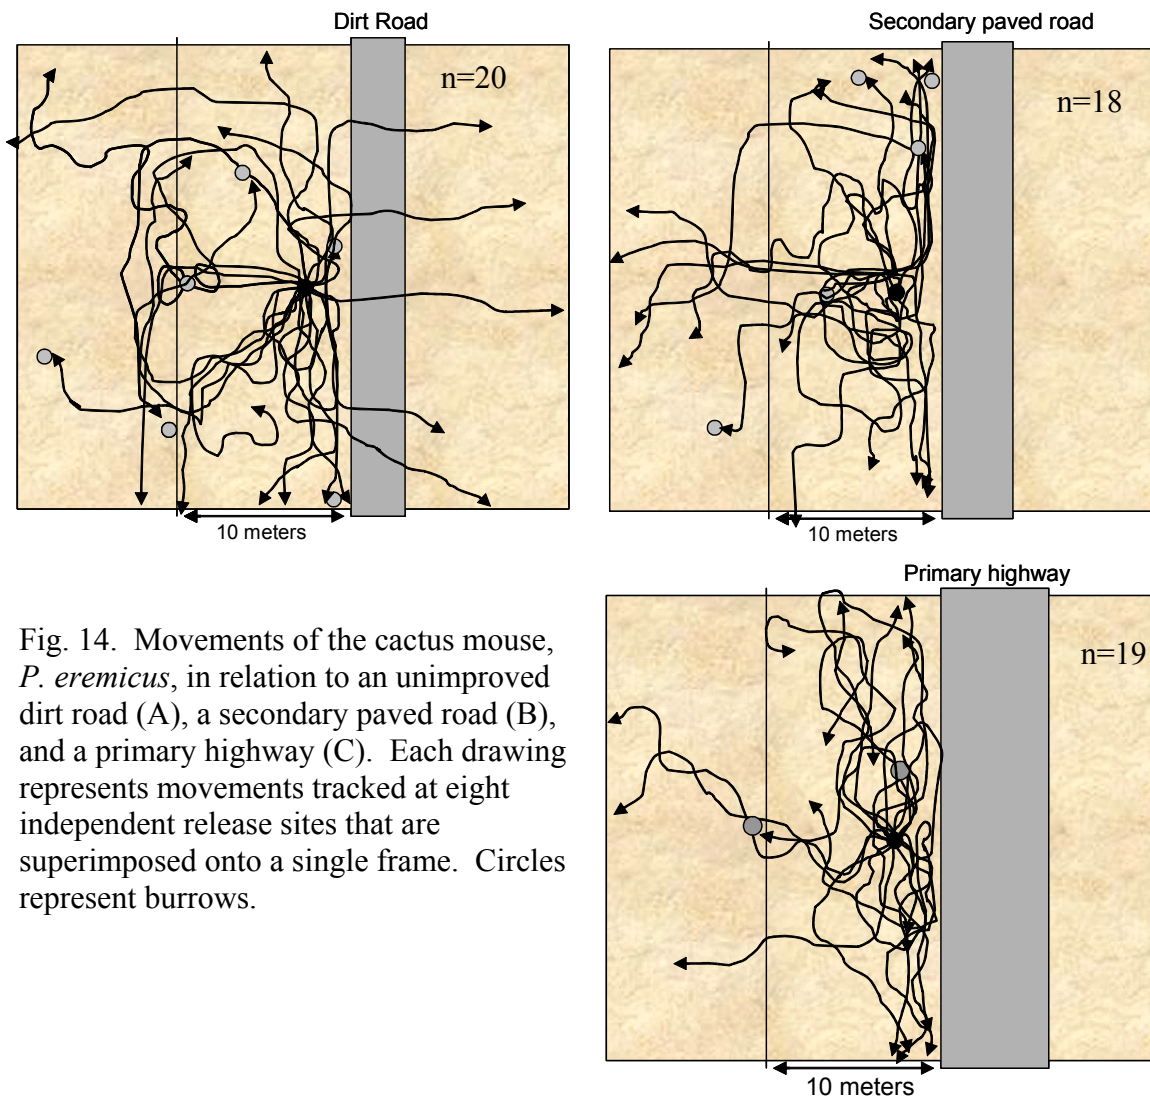 Dirt Road
n=20
10 meters
Secondary paved road
n=18
10 meters
Primary highway
n=19
10 meters
Fig. 14.  Movements of the cactus mouse,
P. eremicus, in relation to an unimproved
dirt road (A), a secondary paved road (B),
and a primary highway (C).  Each drawing
represents movements tracked at eight
independent release sites that are
superimposed onto a single frame.  Circles
represent burrows.